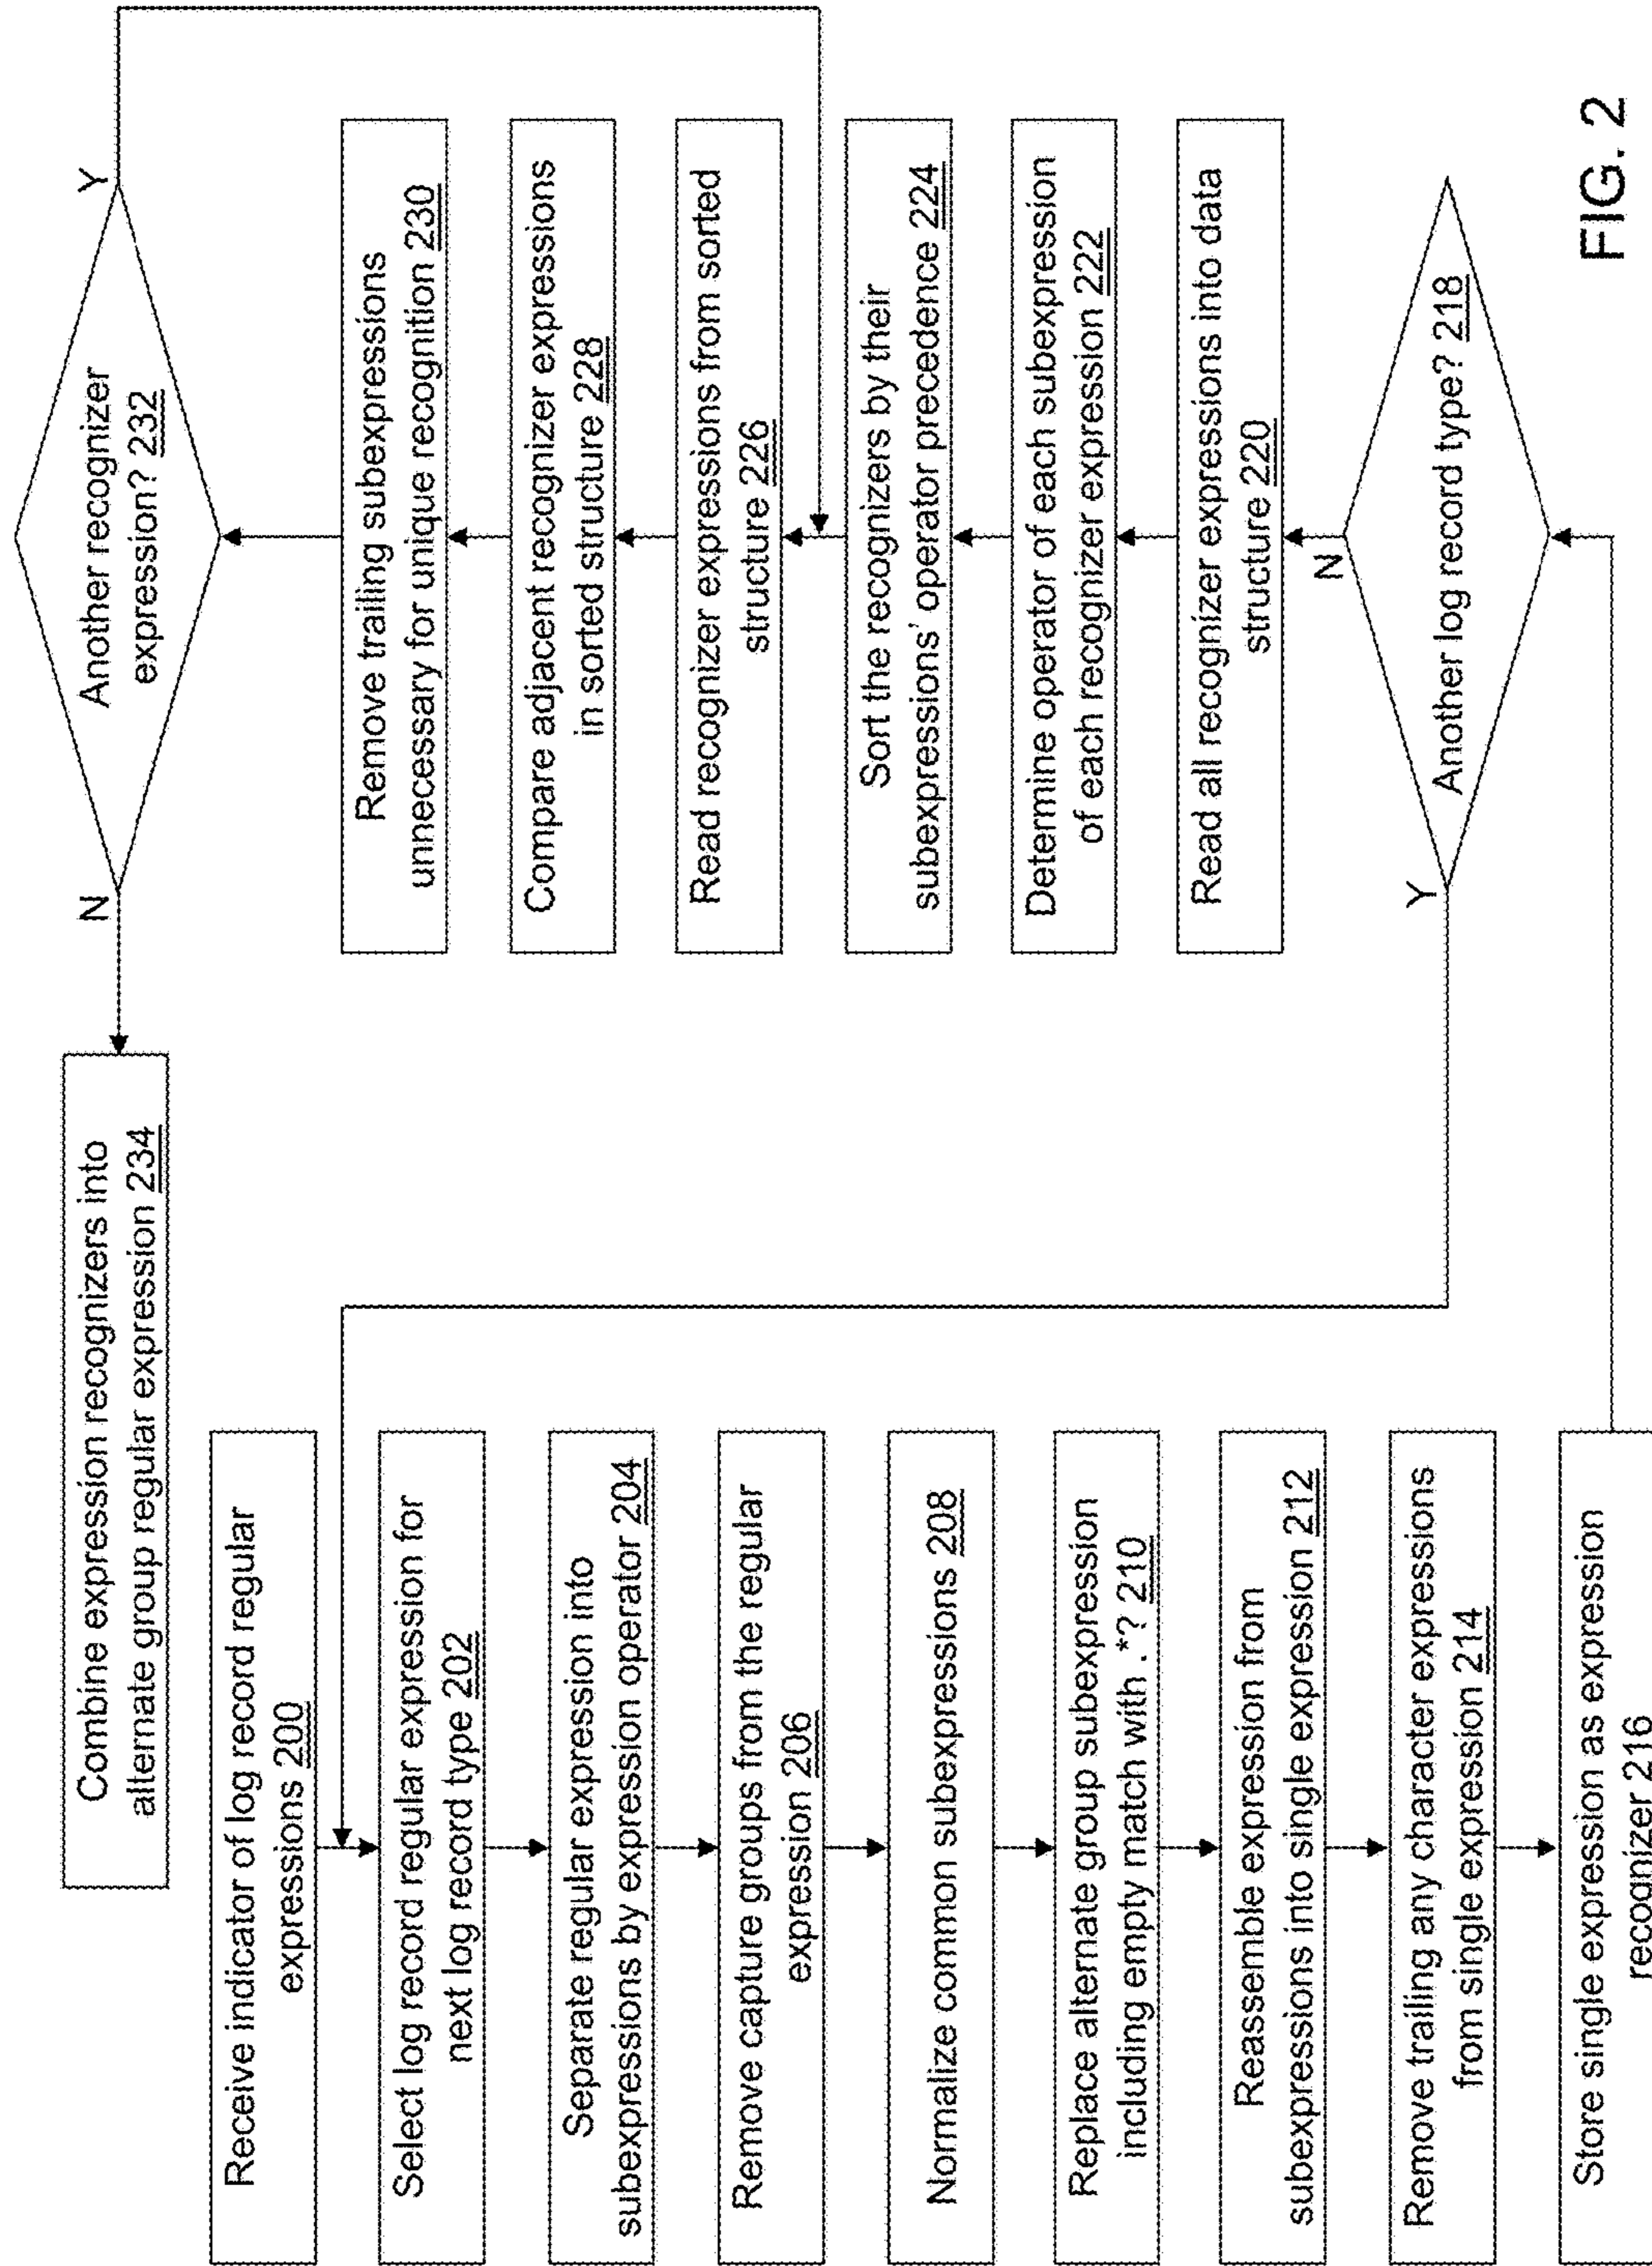 Receive indicator of log record regular
expressions 200
Select log record regular expression for
next log record type 202
Separate regular expression into
subexpressions by expression operator 204
Remove capture groups from the regular
expression 206
Normalize common subexpressions 208
Replace alternate group subexpression
including empty match with .*? 210
Reassemble expression from
subexpressions into single expression 212
Remove trailing any character expressions
from single expression 214
Store single expression as expression
recognizer 216
Another log record type? 218
Y
N
Read all recognizer expressions into data
structure 220
Determine operator of each subexpression
of each recognizer expression 222
Sort the recognizers by their
subexpressions' operator precedence 224
Read recognizer expressions from sorted
structure 226
Compare adjacent recognizer expressions
in sorted structure 228
Remove trailing subexpressions
unnecessary for unique recognition 230
Another recognizer
expression? 232
Y
N
Combine expression recognizers into
alternate group regular expression 234
FIG. 2